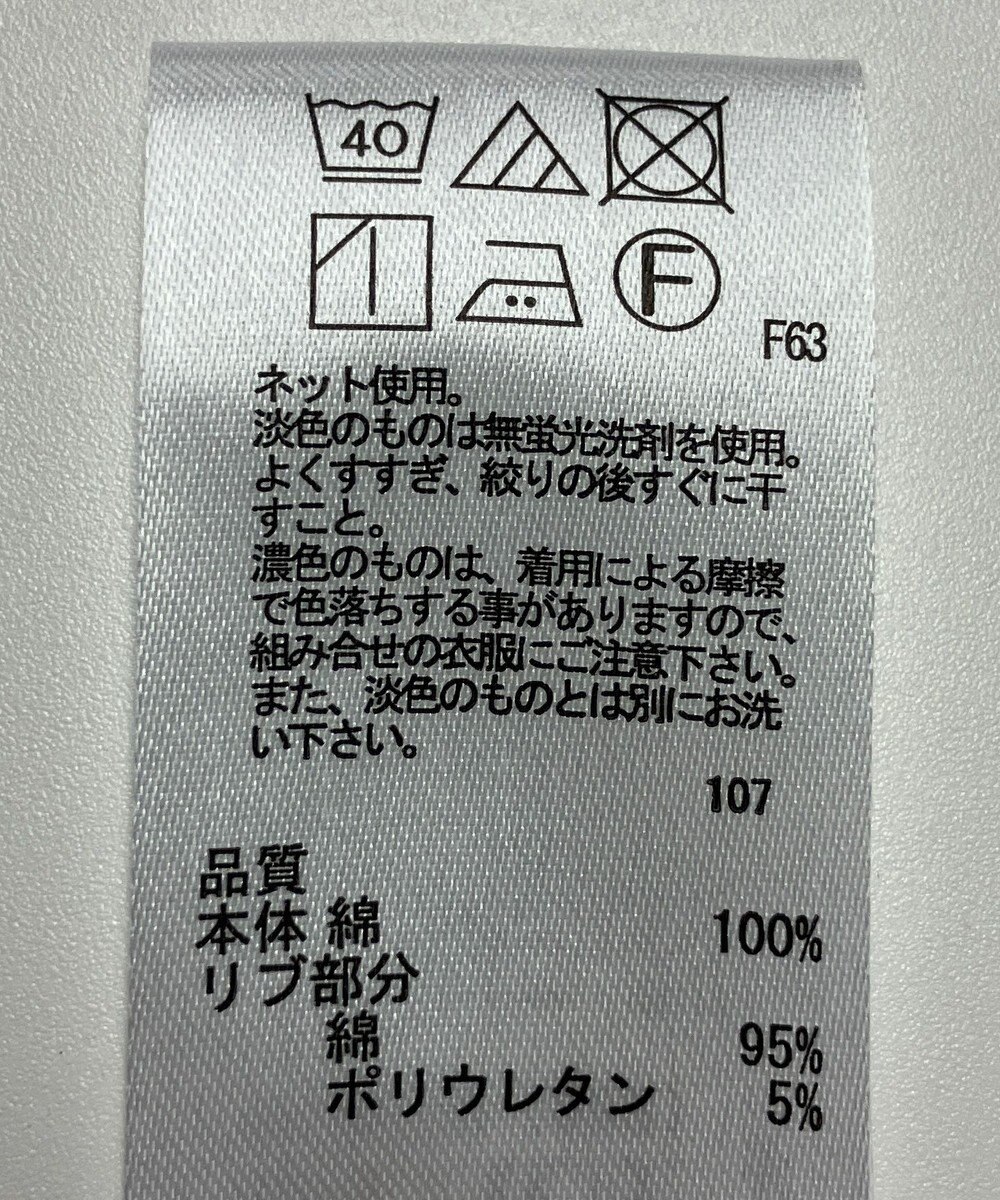 40
F
F63
ネット使用。
淡色のものは無蛍光洗剤を使用。
よくすすぎ、絞りの後すぐに干
すこと。
濃色のものは、着用による摩擦
で色落ちする事がありますので、
組み合せの衣服にご注意下さい。
また、淡色のものとは別にお洗
い下さい。
107
品質
本体 綿 100%
リブ部分
綿 95%
ポリウレタン 5%